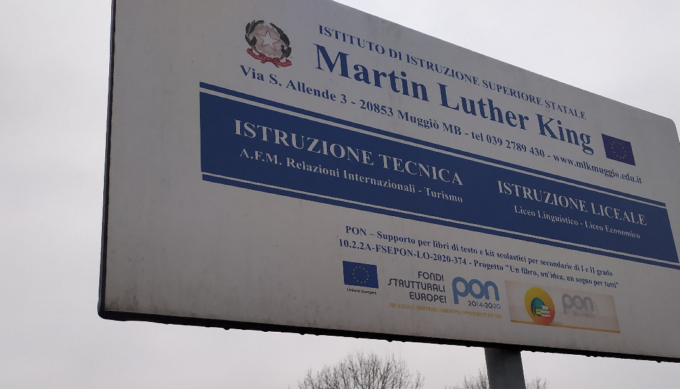 ISTITUTO DI ISTRUZIONE SUPERIORE STATALE
Martin Luther King
Via S. Allende 3 - 20853 Muggiò MB - tel 039 2789 430 - www.mlkmuggio.edu.it
ISTRUZIONE TECNICA
A.F.M. Relazioni Internazionali - Turismo
ISTRUZIONE LICEALE
Liceo Linguistico - Liceo Economico
PON – Supporto per libri di testo e kit scolastici per secondarie di I e II grado
10.2.2A-FSEPON-LO-2020-374 - Progetto "Un libro, un'idea, un sogno per tutti"
Unione Europea
FONDI
STRUTTURALI
EUROPEI
pon
2014-2020
pon